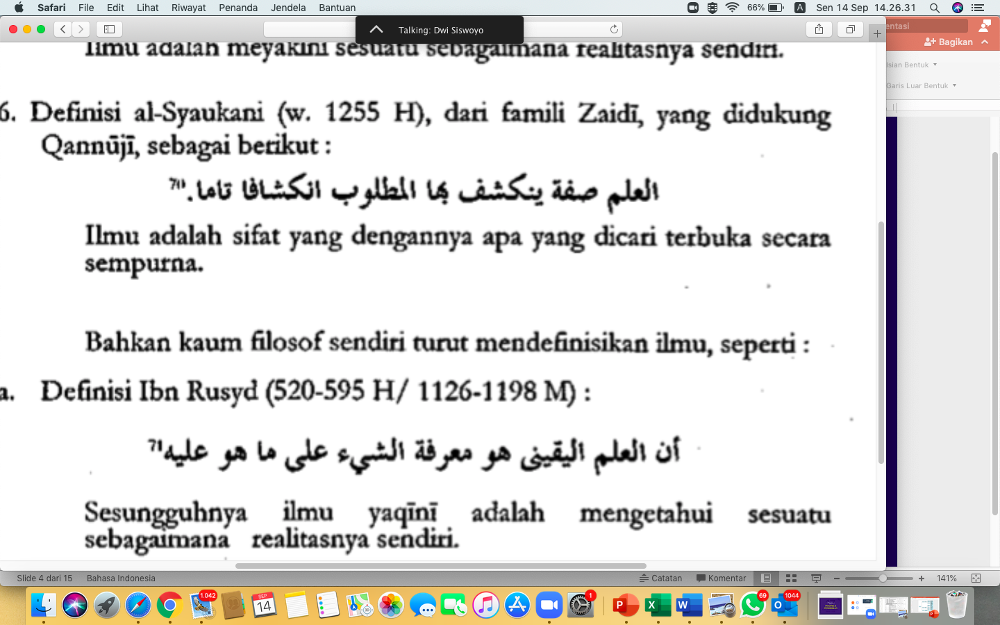 Safari File Edit Lihat Riwayat Penanda Jendela Bantuan
66% A Sen 14 Sep 14.26.31
Talking: Dwi Siswoyo
entasi
Bagikan
Isian Bentuk
Garis Luar Bentuk
Ilmu adalah meyakini sesuatu sebagaimana realitasnya sendiri.
6. Definisi al-Syaukani (w. 1255 H), dari famili Zaidī, yang didukung
Qannūjī, sebagai berikut :
العلم صفة ينكشف بها المطلوب انكشافا تاما.70
Ilmu adalah sifat yang dengannya apa yang dicari terbuka secara
sempurna.
Bahkan kaum filosof sendiri turut mendefinisikan ilmu, seperti :
a. Definisi Ibn Rusyd (520-595 H/ 1126-1198 M) :
أن العلم اليقينى هو معرفة الشيء على ما هو عليه71
Sesungguhnya ilmu yaqīnī adalah mengetahui sesuatu
sebagaimana realitasnya sendiri.
Slide 4 dari 15 Bahasa Indonesia Catatan Komentar 141%
1.042 SEP 14 1 69 1044